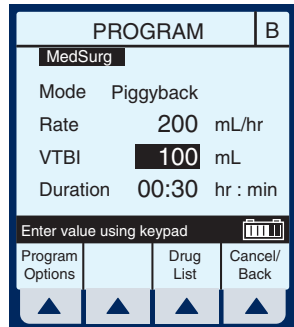 PROGRAM B
MedSurg
Mode Piggyback
Rate 200 mL/hr
VTBI 100 mL
Duration 00:30 hr : min
Enter value using keypad
Program Options
Drug List
Cancel/ Back